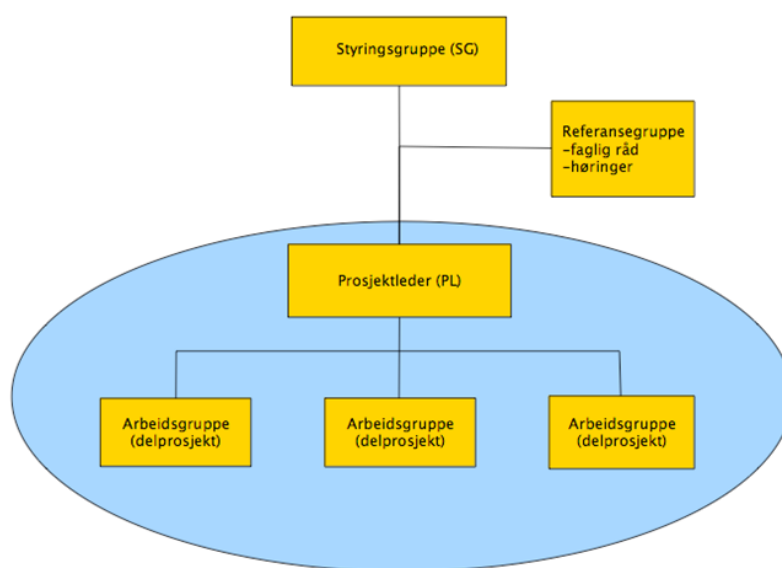 Styringsgruppe (SG)
Referansegruppe
-faglig råd
-høringer
Prosjektleder (PL)
Arbeidsgruppe
(delprosjekt)
Arbeidsgruppe
(delprosjekt)
Arbeidsgruppe
(delprosjekt)